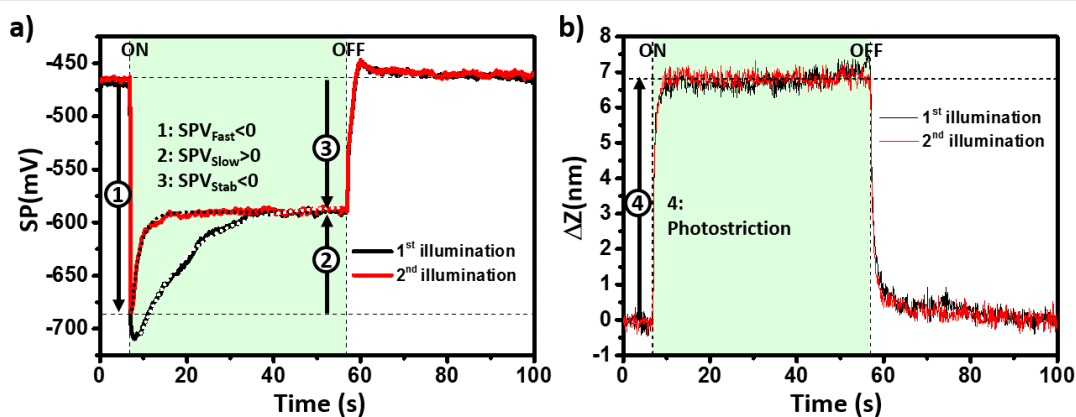 a)
ON
OFF
-450
-500
-550
-600
-650
-700
SP(mV)
1: SPVFast<0
2: SPVSlow>0
3: SPVStab<0
1
3
2
1st illumination
2nd illumination
0 20 40 60 80 100
Time (s)
b)
ON
OFF
8
7
6
5
4
3
2
1
0
-1
ΔZ(nm)
1st illumination
2nd illumination
4
4:
Photostriction
0 20 40 60 80 100
Time (s)